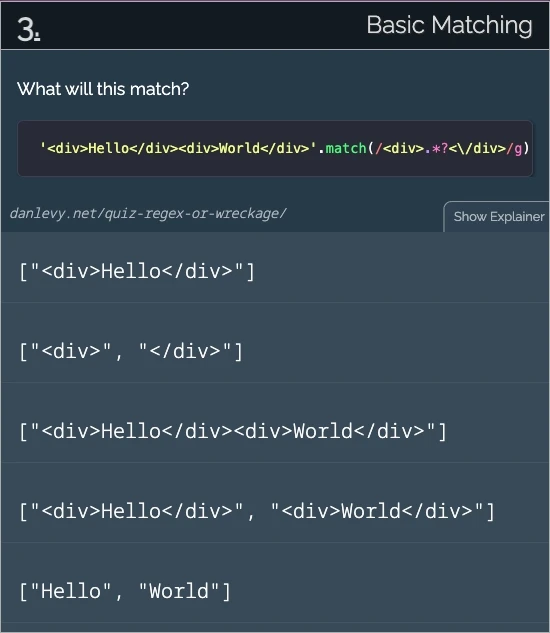 3.
Basic Matching
What will this match?
'<div>Hello</div><div>World</div>'.match(/<div>.*?<\/div>/g)
danlevy.net/quiz-regex-or-wreckage/
Show Explainer
["<div>Hello</div>"]
["<div>", "</div>"]
["<div>Hello</div><div>World</div>"]
["<div>Hello</div>", "<div>World</div>"]
["Hello", "World"]